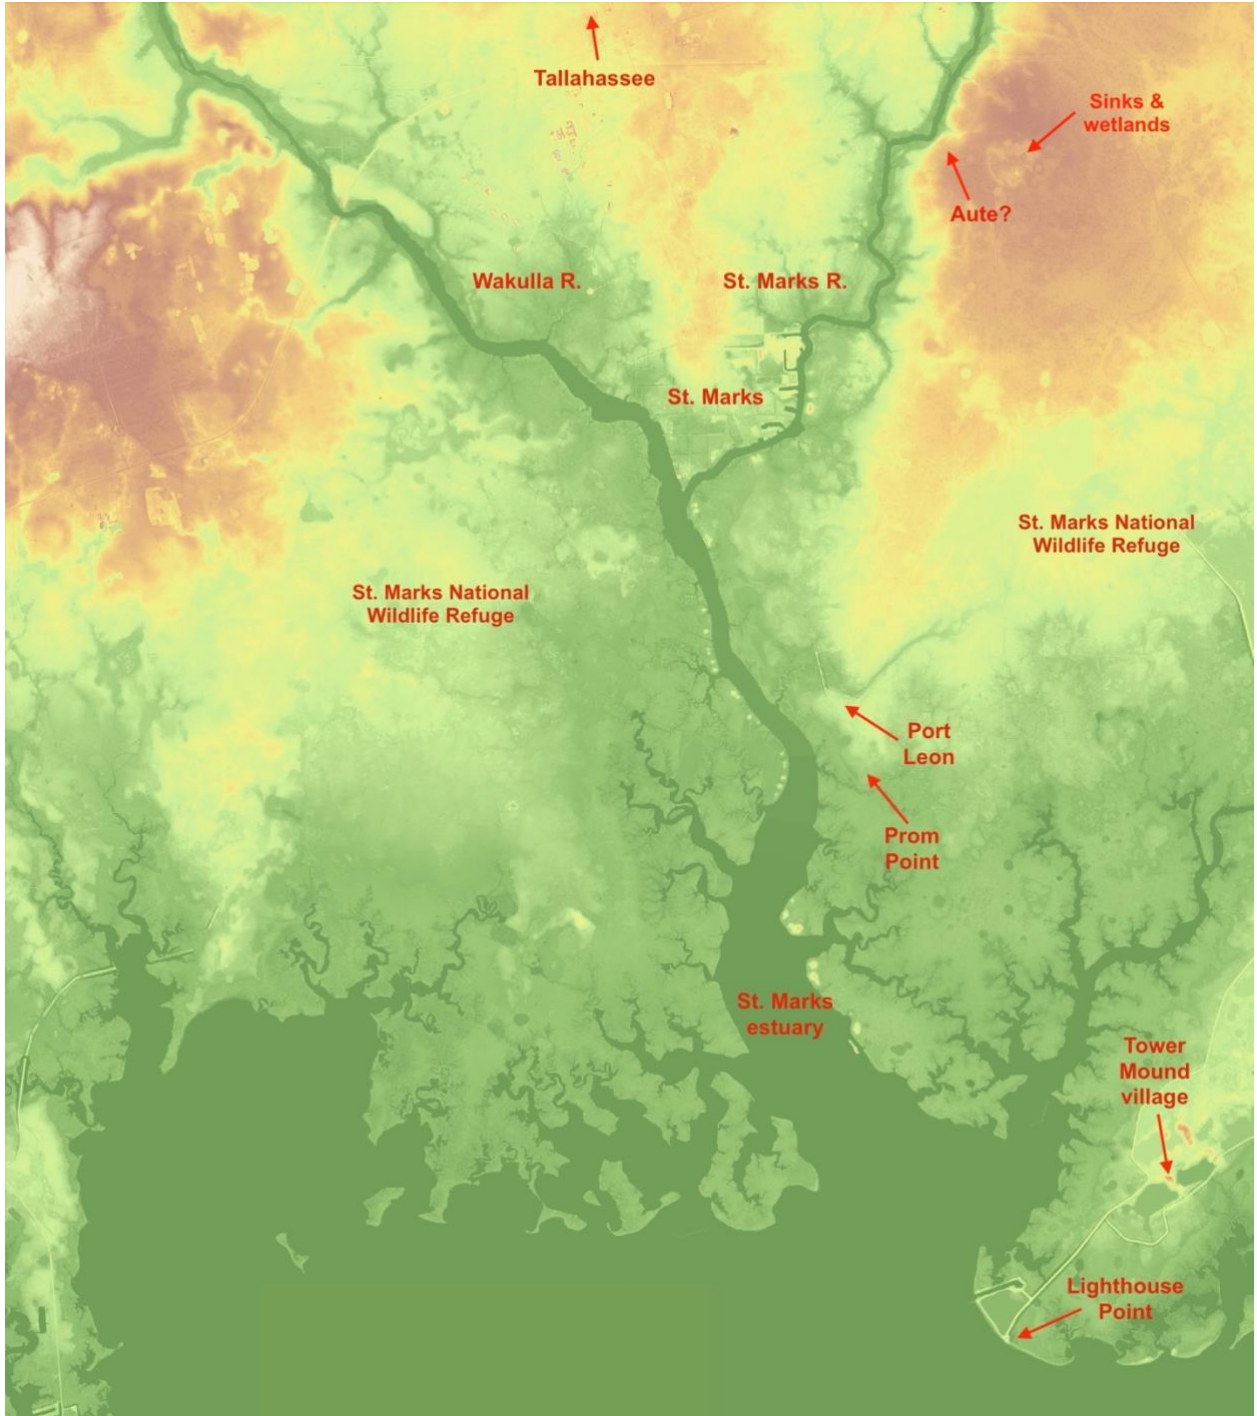 Tallahassee
Sinks &
wetlands
Aute?
Wakulla R.
St. Marks R.
St. Marks
St. Marks National
Wildlife Refuge
St. Marks National
Wildlife Refuge
Port
Leon
Prom
Point
St. Marks
estuary
Tower
Mound
village
Lighthouse
Point